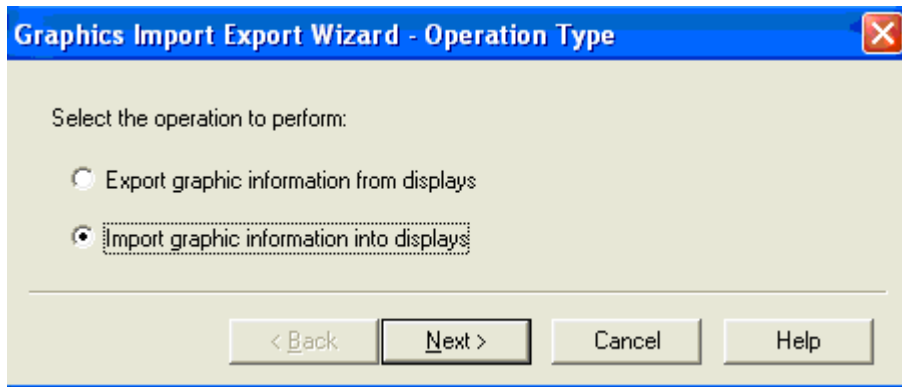 Graphics Import Export Wizard - Operation Type
Select the operation to perform:
Export graphic information from displays
Import graphic information into displays
< Back Next > Cancel Help